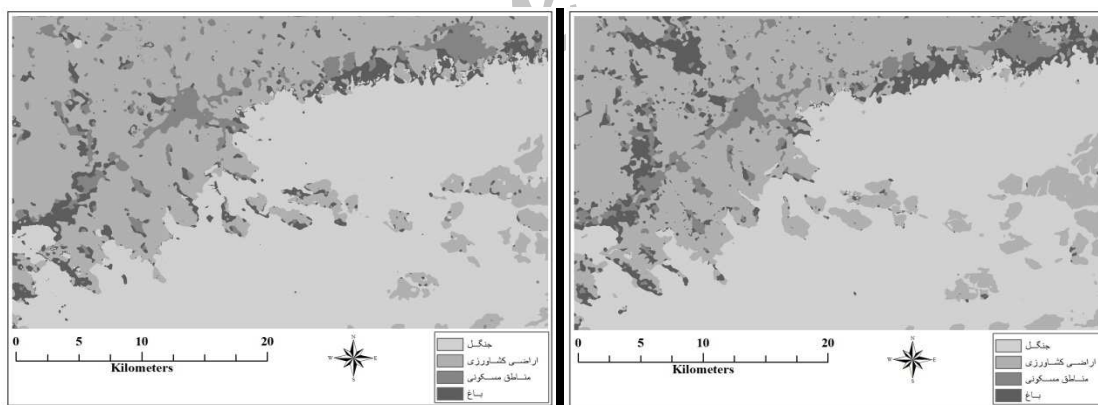 0 5 10 20
Kilometers
N
W E
S
جنگل
اراضی کشاورزی
مناطق مسکونی
باغ
0 5 10 20
Kilometers
N
W E
S
جنگل
اراضی کشاورزی
مناطق مسکونی
باغ